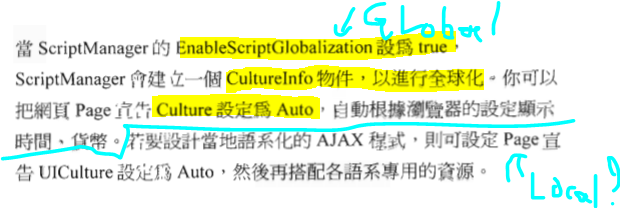 Global
當 ScriptManager 的 EnableScriptGlobalization 設為 true，
ScriptManager 會建立一個 CultureInfo 物件，以進行全球化。你可以
把網頁 Page 宣告 Culture 設定為 Auto，自動根據瀏覽器的設定顯示
時間、貨幣。若要設計當地語系化的 AJAX 程式，則可設定 Page 宣
告 UICulture 設定為 Auto，然後再搭配各語系專用的資源。
Local?